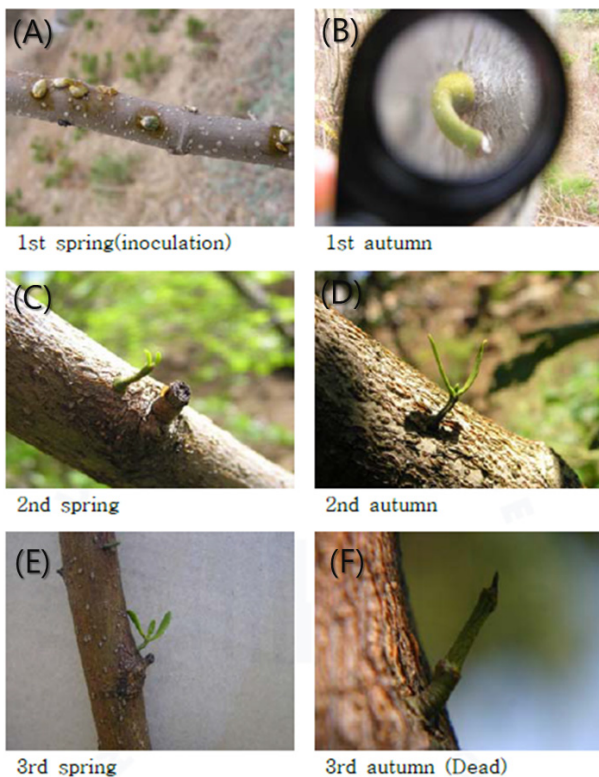 (A)
(B)
1st spring(inoculation)
1st autumn
(C)
(D)
2nd spring
2nd autumn
(E)
(F)
3rd spring
3rd autumn (Dead)